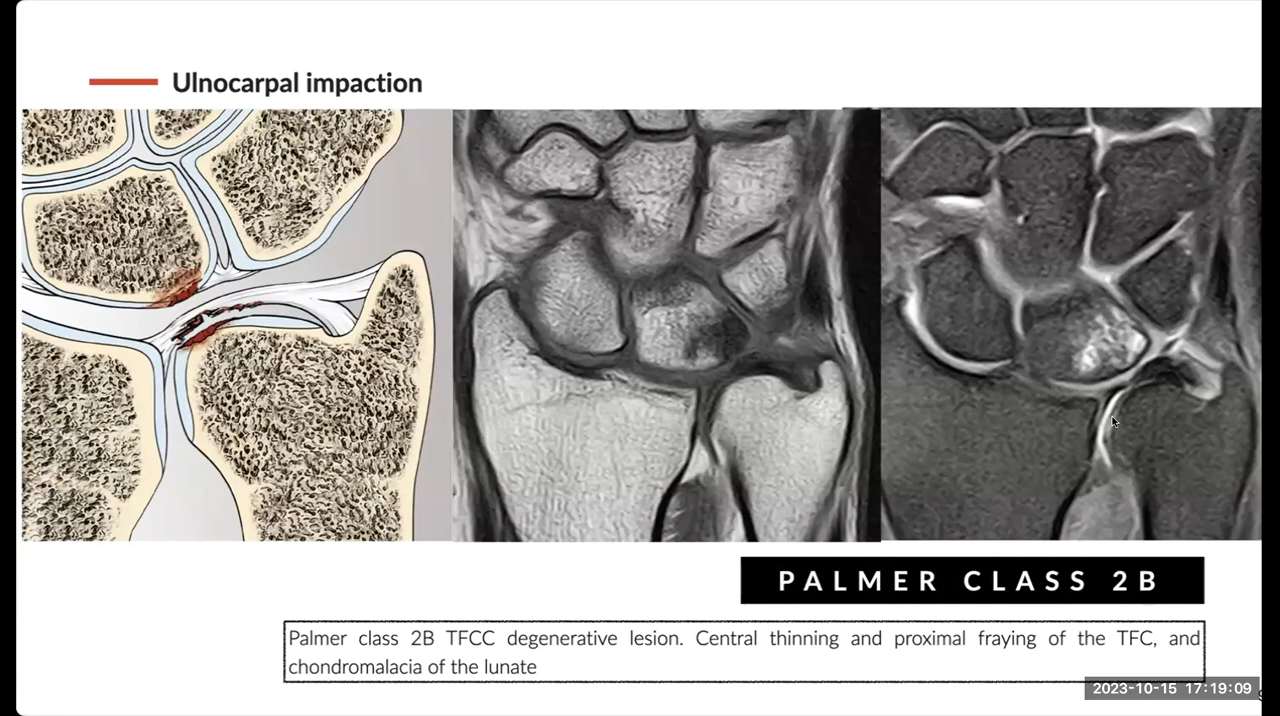 Ulnocarpal impaction
PALMER CLASS 2B
Palmer class 2B TFCC degenerative lesion. Central thinning and proximal fraying of the TFC, and
chondromalacia of the lunate
2023-10-15 17:19:09